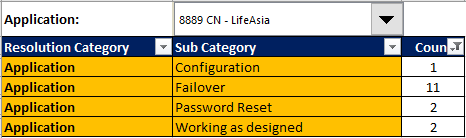 Application: 8889 CN - LifeAsia
Resolution Category Sub Category Coun
Application Configuration 1
Application Failover 11
Application Password Reset 2
Application Working as designed 2